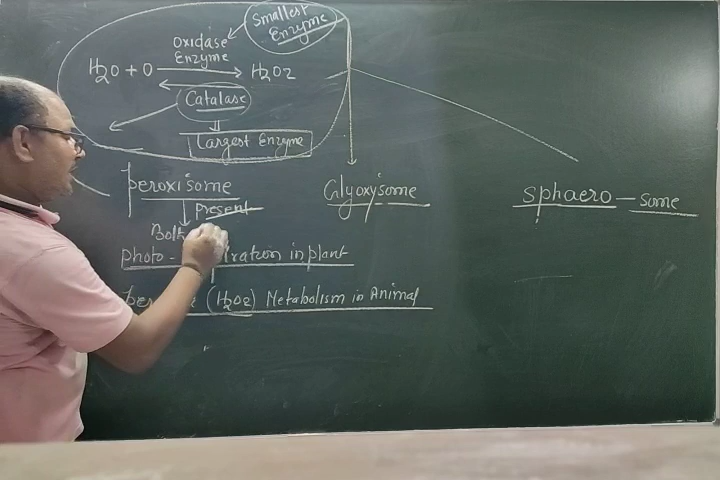 Smallest
Enzyme
Oxidase
Enzyme
H2O + O → H2O2
Catalase
Largest Enzyme
Peroxisome
Glyoxysome
Sphaero - some
Present
Both
Photo - ration in plant
(H2O2) Metabolism in Animal